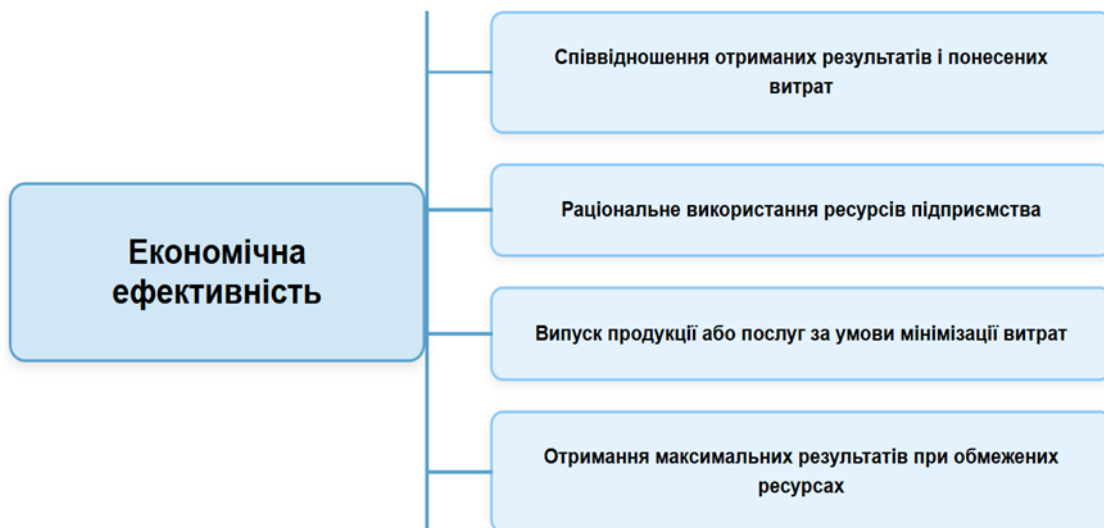 Економічна
ефективність
Співвідношення отриманих результатів і понесених
витрат
Раціональне використання ресурсів підприємства
Випуск продукції або послуг за умови мінімізації витрат
Отримання максимальних результатів при обмежених
ресурсах